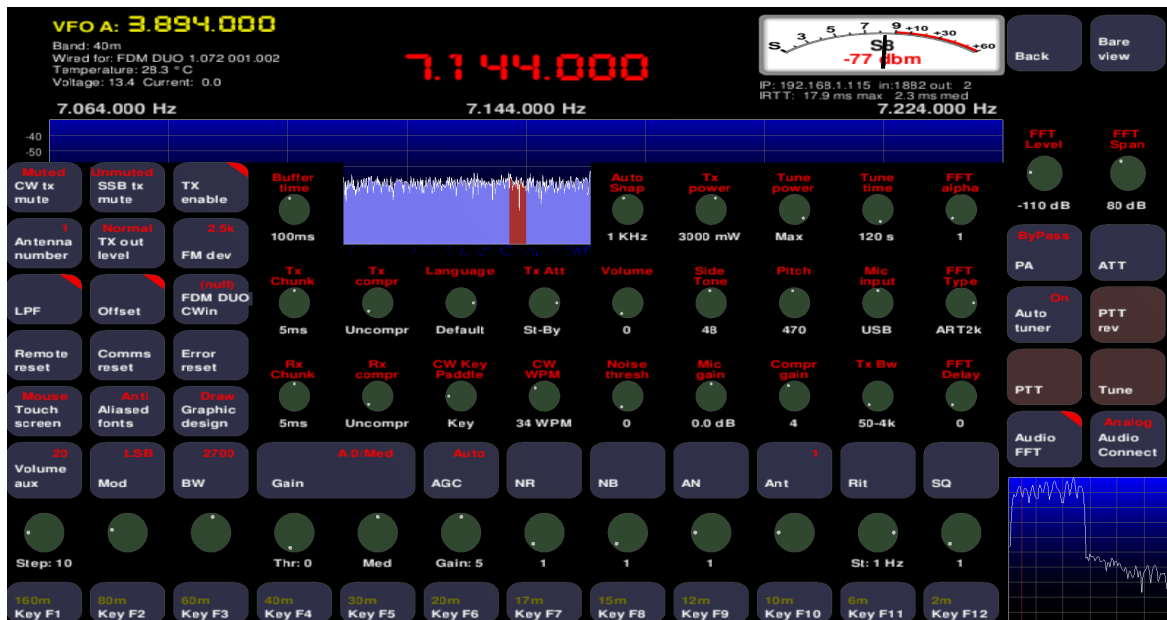 VFO A: 3.894.000
Band: 40m
Wired for: FDM DUO 1.072 001.002
Temperature: 28.3 ° C
Voltage: 13.4 Current: 0.0
7.144.000
S 3 5 7 9 +10 +30 +60
S8
-77 dbm
IP: 192.168.1.115 in:1882 out: 2
IRTT: 17.9 ms max 2.3 ms med
Back
Bare view
7.064.000 Hz 7.144.000 Hz 7.224.000 Hz
-40
-50
FFT Level
-110 dB
FFT Span
80 dB
Muted
CW tx mute
Unmuted
SSB tx mute
TX enable
Buffer time
100ms
Auto Snap
1 KHz
Tx power
3000 mW
Tune power
Max
Tune time
120 s
FFT alpha
1
1
Antenna number
Normal
TX out level
2.5k
FM dev
ByPass
PA
ATT
LPF
Offset
(null)
FDM DUO CWin
Tx Chunk
5ms
Tx compr
Uncompr
Language
Default
Tx Att
St-By
Volume
0
Side Tone
48
Pitch
470
Mic input
USB
FFT Type
ART2k
On
Auto tuner
PTT rev
Remote reset
Comms reset
Error reset
Rx Chunk
5ms
Rx compr
Uncompr
CW Key Paddle
Key
CW WPM
34 WPM
Noise thresh
0
Mic gain
0.0 dB
Compr gain
4
Tx Bw
50-4k
FFT Delay
0
PTT
Tune
Mouse
Touch screen
Anti
Aliased fonts
Draw
Graphic design
Audio FFT
Analog
Audio Connect
20
Volume aux
LSB
Mod
2700
BW
A 0/Med
Gain
Auto
AGC
NR
NB
AN
1
Ant
Rit
SQ
Step: 10
Thr: 0
Med
Gain: 5
1
1
1
St: 1 Hz
1
160m
Key F1
80m
Key F2
60m
Key F3
40m
Key F4
30m
Key F5
20m
Key F6
17m
Key F7
15m
Key F8
12m
Key F9
10m
Key F10
6m
Key F11
2m
Key F12